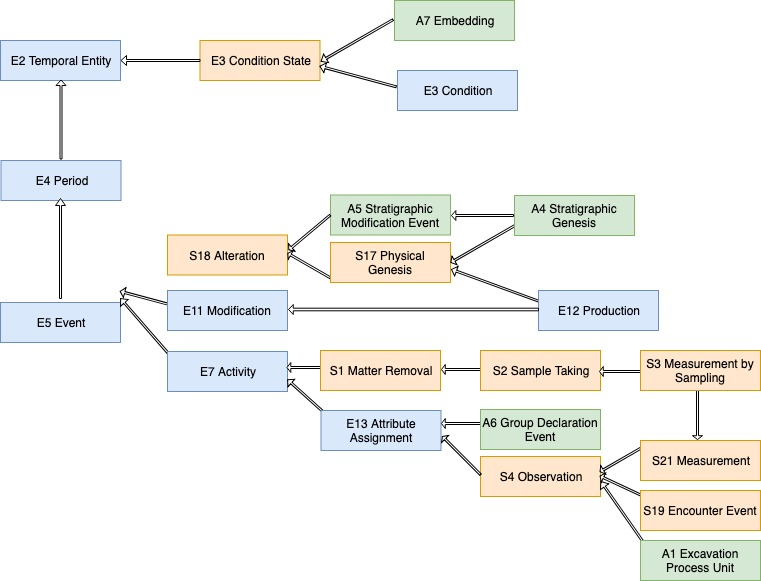 A7 Embedding
E2 Temporal Entity
E3 Condition State
E3 Condition
E4 Period
A5 Stratigraphic
Modification Event
A4 Stratigraphic
Genesis
S18 Alteration
S17 Physical
Genesis
E11 Modification
E12 Production
E5 Event
E7 Activity
S1 Matter Removal
S2 Sample Taking
S3 Measurement by
Sampling
E13 Attribute
Assignment
A6 Group Declaration
Event
S21 Measurement
S4 Observation
S19 Encounter Event
A1 Excavation
Process Unit